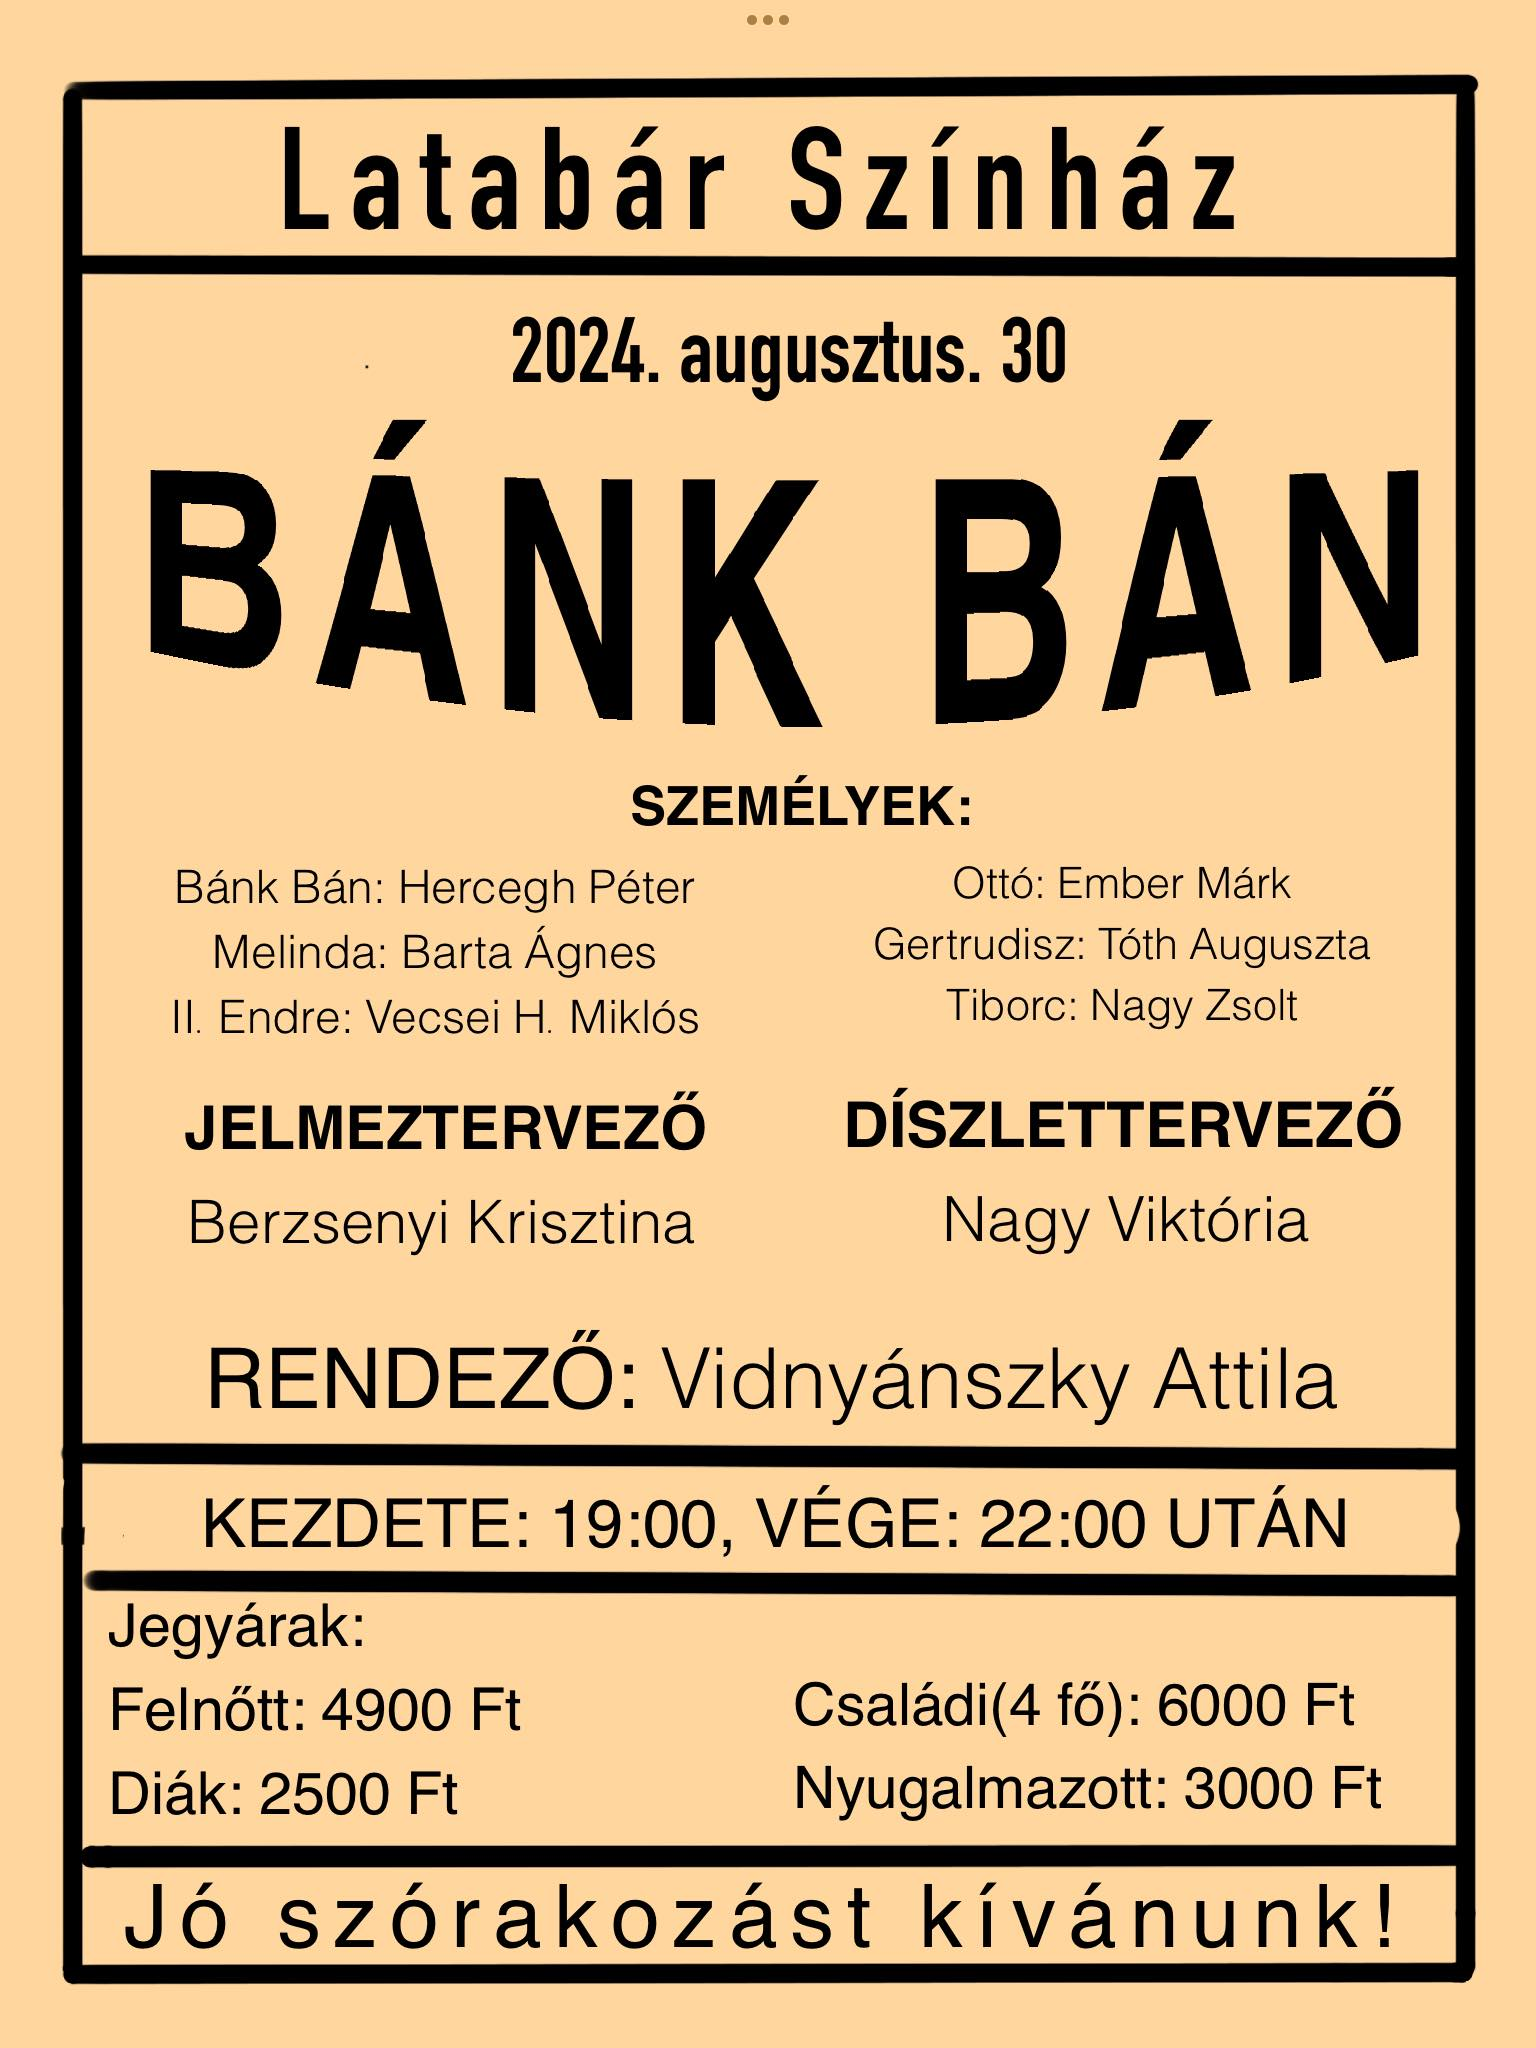 Latabár Színház
2024. augusztus. 30
BÁNK BÁN
SZEMÉLYEK:
Bánk Bán: Hercegh Péter
Melinda: Barta Ágnes
II. Endre: Vecsei H. Miklós
Ottó: Ember Márk
Gertrudisz: Tóth Auguszta
Tiborc: Nagy Zsolt
JELMEZTERVEZŐ
Berzsenyi Krisztina
DÍSZLETTERVEZŐ
Nagy Viktória
RENDEZŐ: Vidnyánszky Attila
KEZDETE: 19:00, VÉGE: 22:00 UTÁN
Jegyárak:
Felnőtt: 4900 Ft
Diák: 2500 Ft
Családi(4 fő): 6000 Ft
Nyugalmazott: 3000 Ft
Jó szórakozást kívánunk!